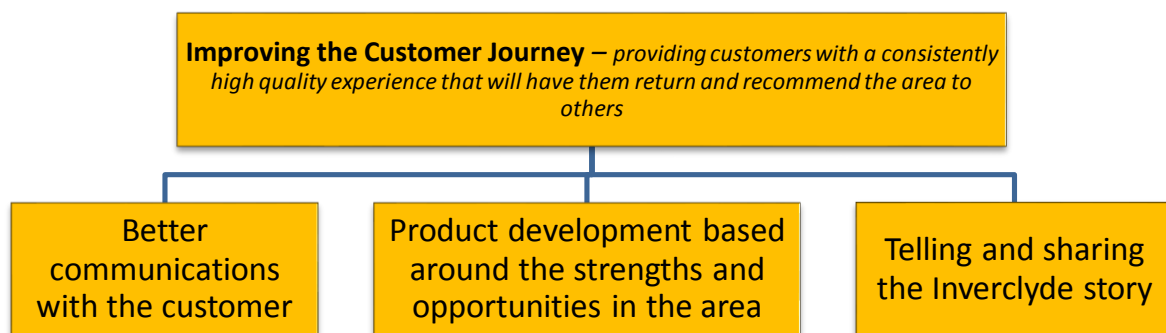 Improving the Customer Journey – providing customers with a consistently
high quality experience that will have them return and recommend the area to
others
Better
communications
with the customer
Product development based
around the strengths and
opportunities in the area
Telling and sharing
the Inverclyde story